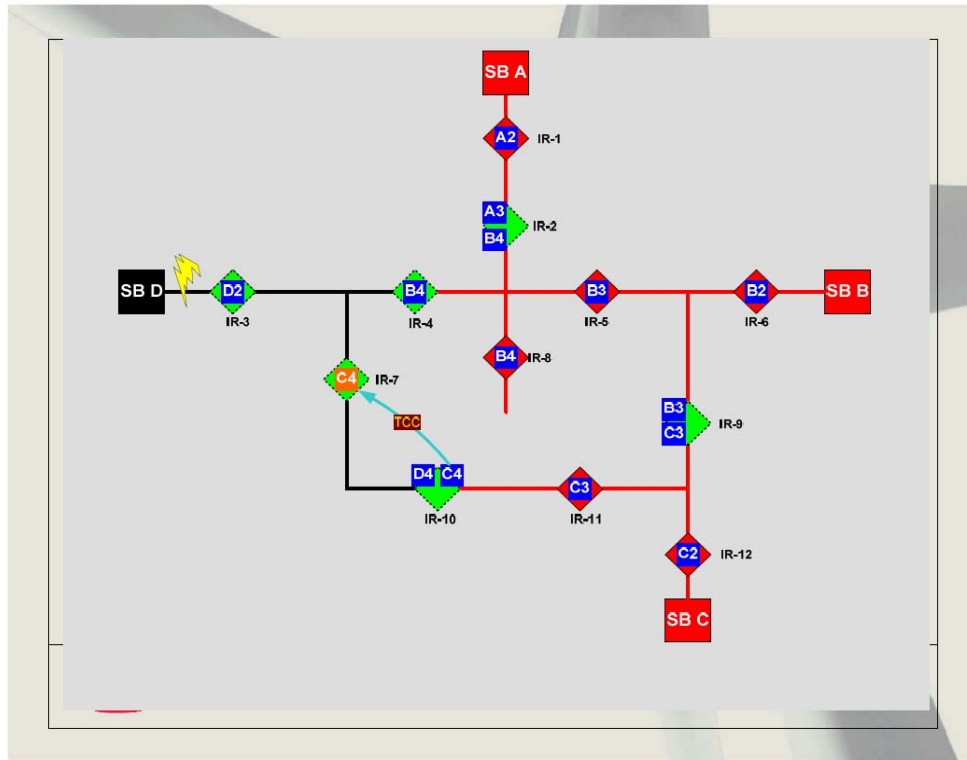 SB A
A2
IR-1
A3
B4
IR-2
SB D
D2
IR-3
B4
IR-4
B3
IR-5
B2
IR-6
SB B
B4
IR-8
C4
IR-7
TCC
B3
C3
IR-9
D4
C4
IR-10
C3
IR-11
C2
IR-12
SB C